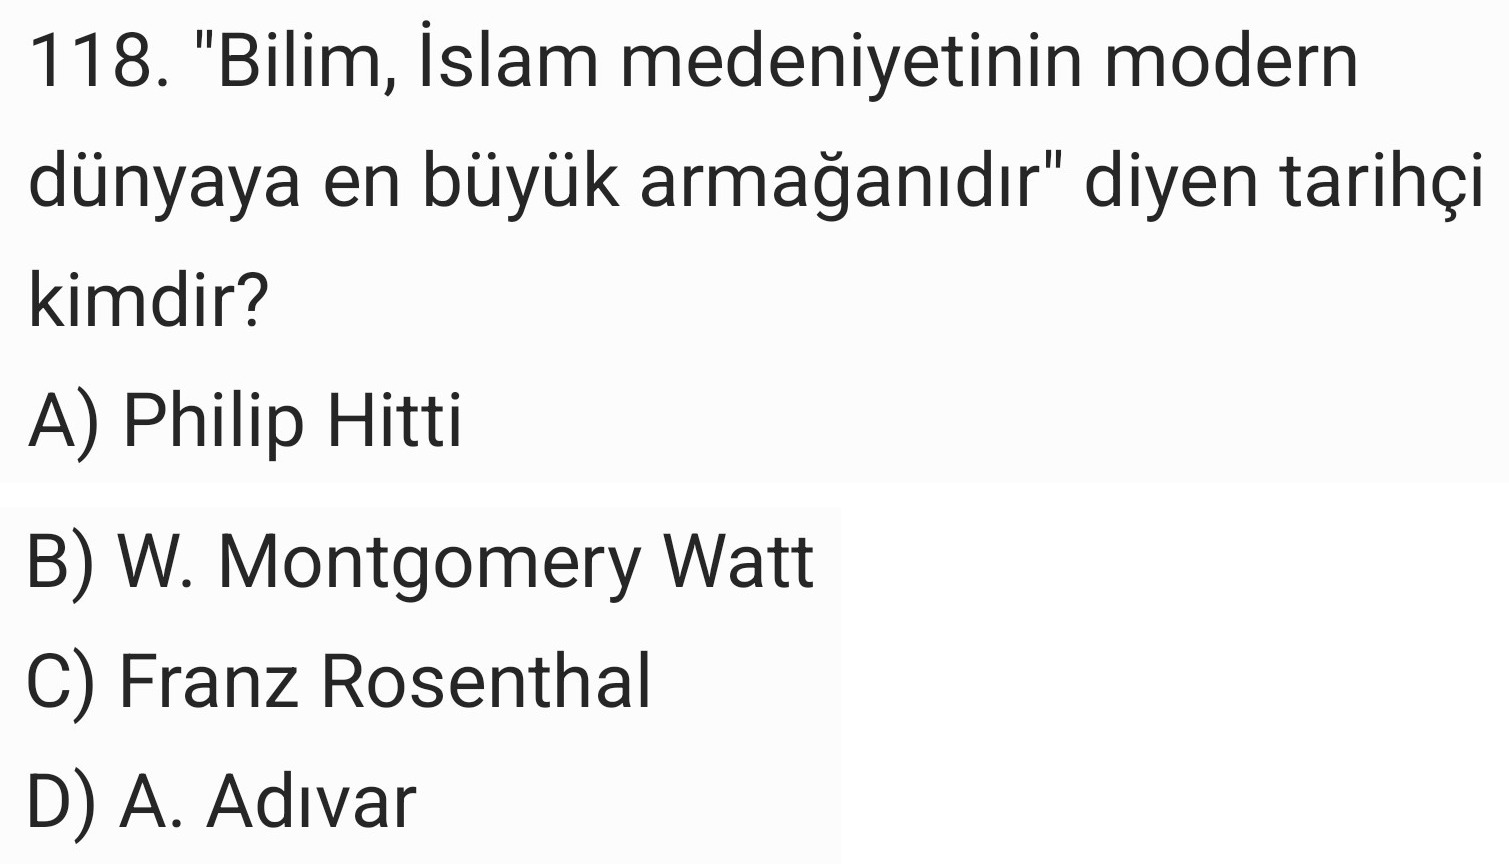 118. "Bilim, İslam medeniyetinin modern
dünyaya en büyük armağanıdır" diyen tarihçi
kimdir?
A) Philip Hitti
B) W. Montgomery Watt
C) Franz Rosenthal
D) A. Adıvar